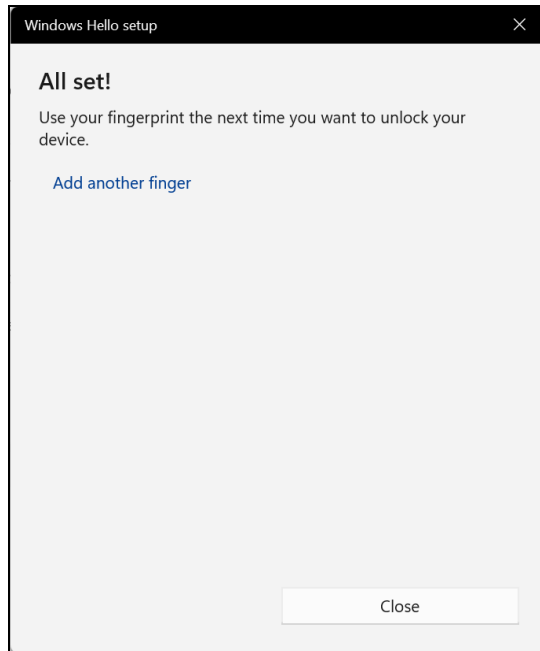 Windows Hello setup
All set!
Use your fingerprint the next time you want to unlock your
device.
Add another finger
Close